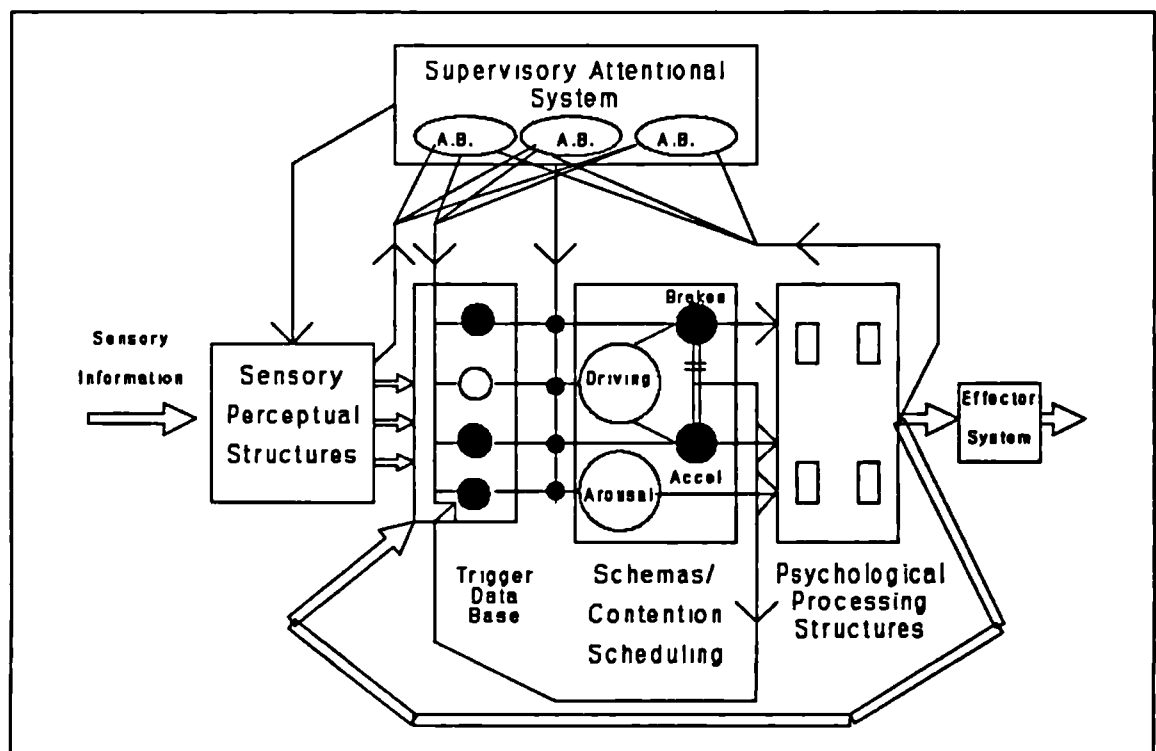 Supervisory Attentional
System
A.B.
A.B.
A.B.
Sensory
Information
Sensory
Perceptual
Structures
Brakes
Driving
Accel
Arousal
Effector
System
Trigger
Data
Base
Schemas/
Contention
Scheduling
Psychological
Processing
Structures